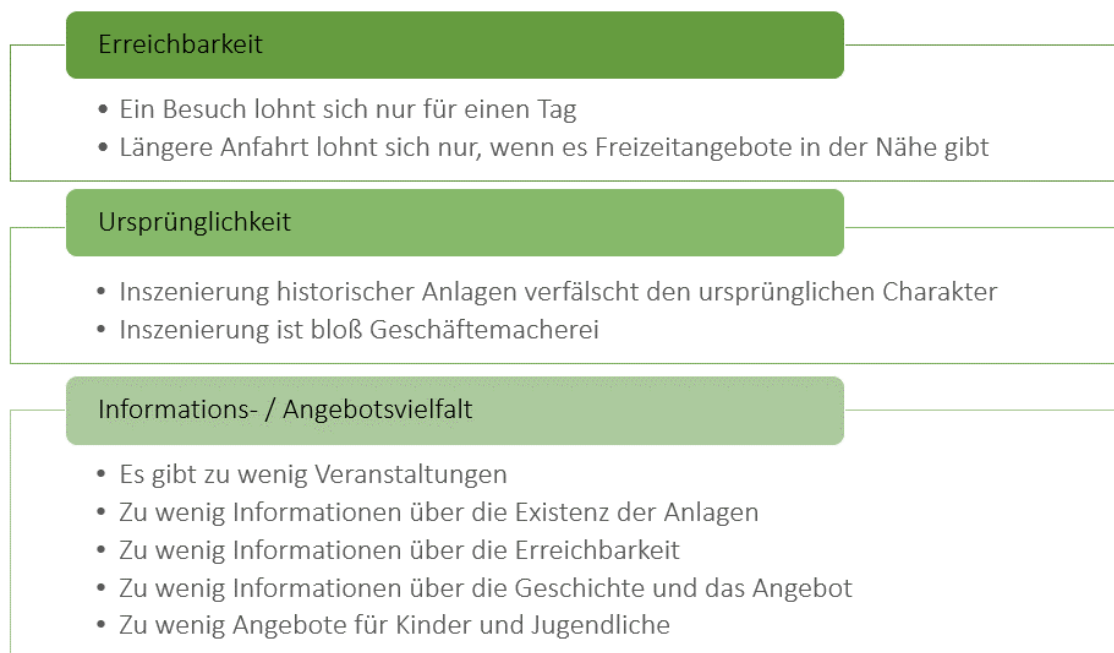 Erreichbarkeit
• Ein Besuch lohnt sich nur für einen Tag
• Längere Anfahrt lohnt sich nur, wenn es Freizeitangebote in der Nähe gibt
Ursprünglichkeit
• Inszenierung historischer Anlagen verfälscht den ursprünglichen Charakter
• Inszenierung ist bloß Geschäftemacherei
Informations- / Angebotsvielfalt
• Es gibt zu wenig Veranstaltungen
• Zu wenig Informationen über die Existenz der Anlagen
• Zu wenig Informationen über die Erreichbarkeit
• Zu wenig Informationen über die Geschichte und das Angebot
• Zu wenig Angebote für Kinder und Jugendliche